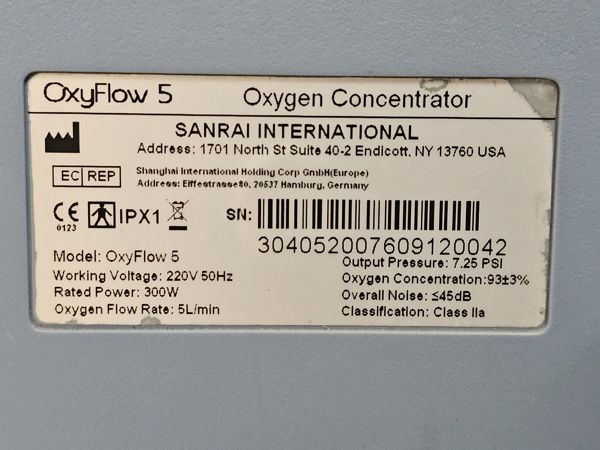 OxyFlow 5 Oxygen Concentrator
SANRAI INTERNATIONAL
Address: 1701 North St Suite 40-2 Endicott, NY 13760 USA
EC REP
Shanghai International Holding Corp GmbH(Europe)
Address: Eiffestrasse80, 20537 Hamburg, Germany
CE 0123 IPX1 SN:
304052007609120042
Model: OxyFlow 5
Working Voltage: 220V 50Hz
Rated Power: 300W
Oxygen Flow Rate: 5L/min
Output Pressure: 7.25 PSI
Oxygen Concentration:93±3%
Overall Noise: ≤45dB
Classification: Class IIa